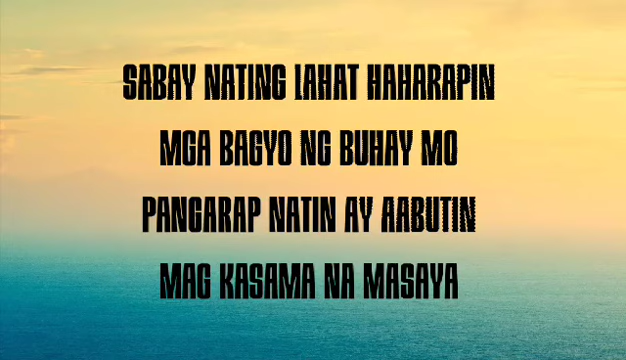 SABAY NATING LAHAT HAHARAPIN
MGA BAGYO NG BUHAY MO
PANGARAP NATIN AY AABUTIN
MAG KASAMA NA MASAYA